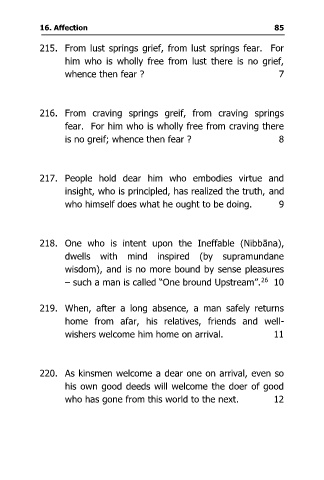 16. Affection 85
215. From lust springs grief, from lust springs fear. For
him who is wholly free from lust there is no grief,
whence then fear ? 7
216. From craving springs greif, from craving springs
fear. For him who is wholly free from craving there
is no greif; whence then fear ? 8
217. People hold dear him who embodies virtue and
insight, who is principled, has realized the truth, and
who himself does what he ought to be doing. 9
218. One who is intent upon the Ineffable (Nibbāna),
dwells with mind inspired (by supramundane
wisdom), and is no more bound by sense pleasures
– such a man is called “One bround Upstream”.26 10
219. When, after a long absence, a man safely returns
home from afar, his relatives, friends and well-
wishers welcome him home on arrival. 11
220. As kinsmen welcome a dear one on arrival, even so
his own good deeds will welcome the doer of good
who has gone from this world to the next. 12